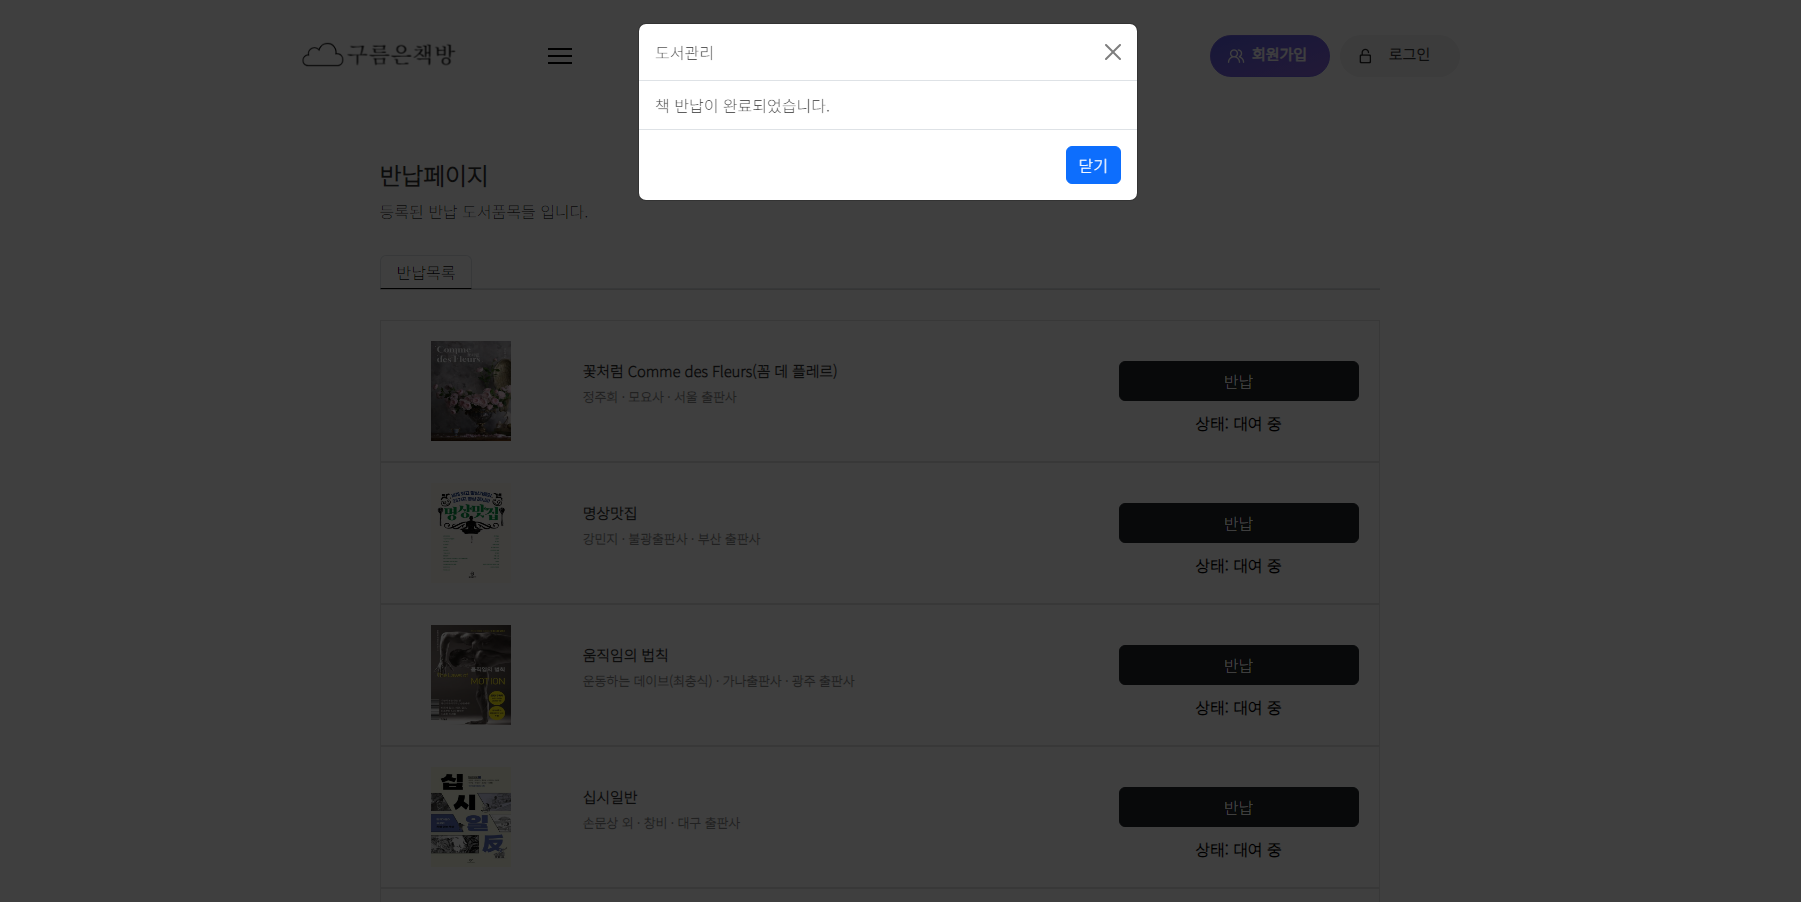 구름은책방
회원가입
로그인
도서관리
책 반납이 완료되었습니다.
닫기
반납페이지
등록된 반납 도서품목들 입니다.
반납목록
Comme
des Fleurs
꽃처럼 Comme des Fleurs(꼼 데 플레르)
정주희 · 모요사 · 서울 출판사
반납
상태: 대여 중
명상맛집
명상맛집
강민지 · 불광출판사 · 부산 출판사
반납
상태: 대여 중
움직임의 법칙
MOTION
움직임의 법칙
운동하는 데이브(최종식) · 가나출판사 · 광주 출판사
반납
상태: 대여 중
십
시
일
反
십시일반
손문상 외 · 창비 · 대구 출판사
반납
상태: 대여 중